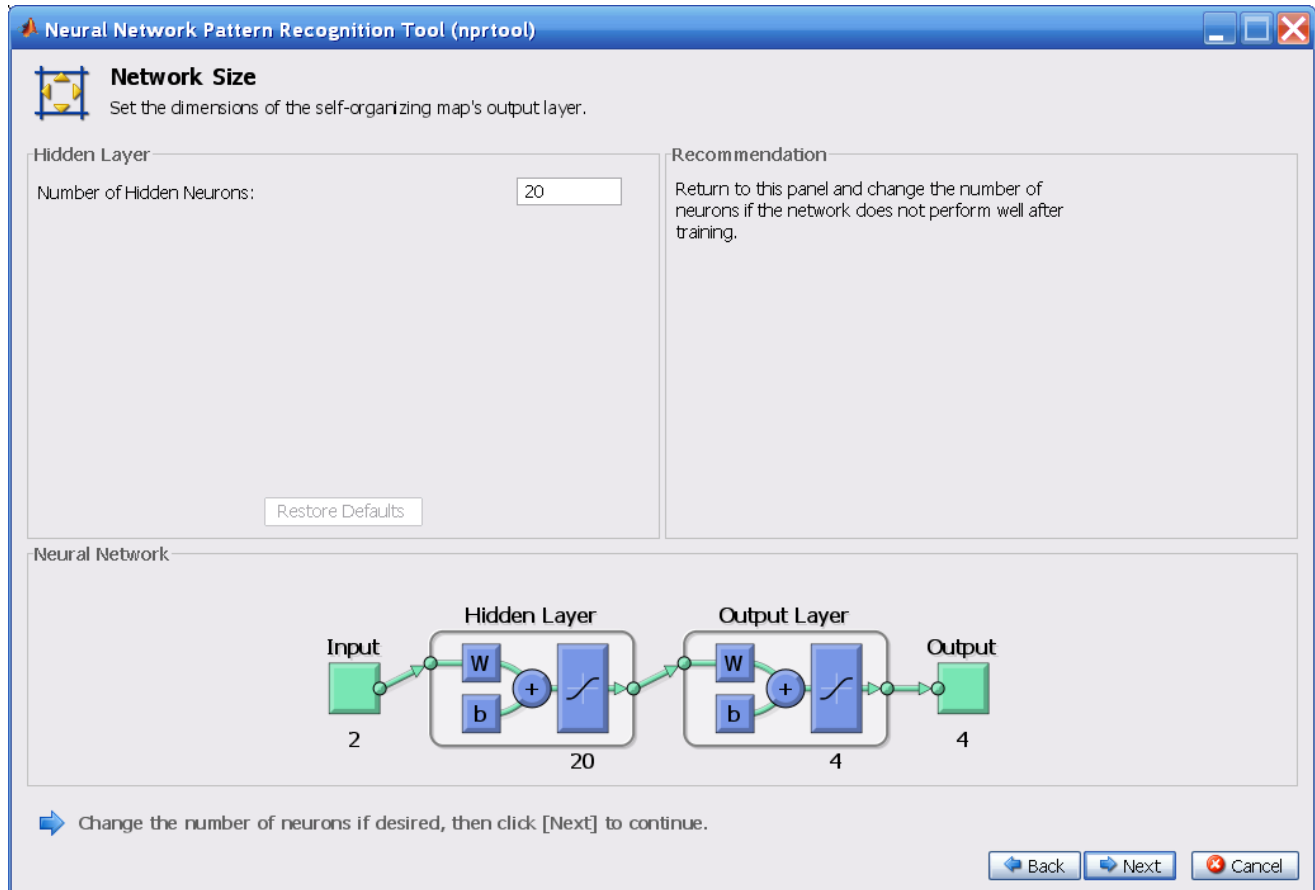 Neural Network Pattern Recognition Tool (nprtool)
Network Size
Set the dimensions of the self-organizing map's output layer.
Hidden Layer
Number of Hidden Neurons:
20
Restore Defaults
Recommendation
Return to this panel and change the number of
neurons if the network does not perform well after
training.
Neural Network
Hidden Layer
Output Layer
Input
Output
W
b
+
W
b
+
2
20
4
4
Change the number of neurons if desired, then click [Next] to continue.
Back
Next
Cancel